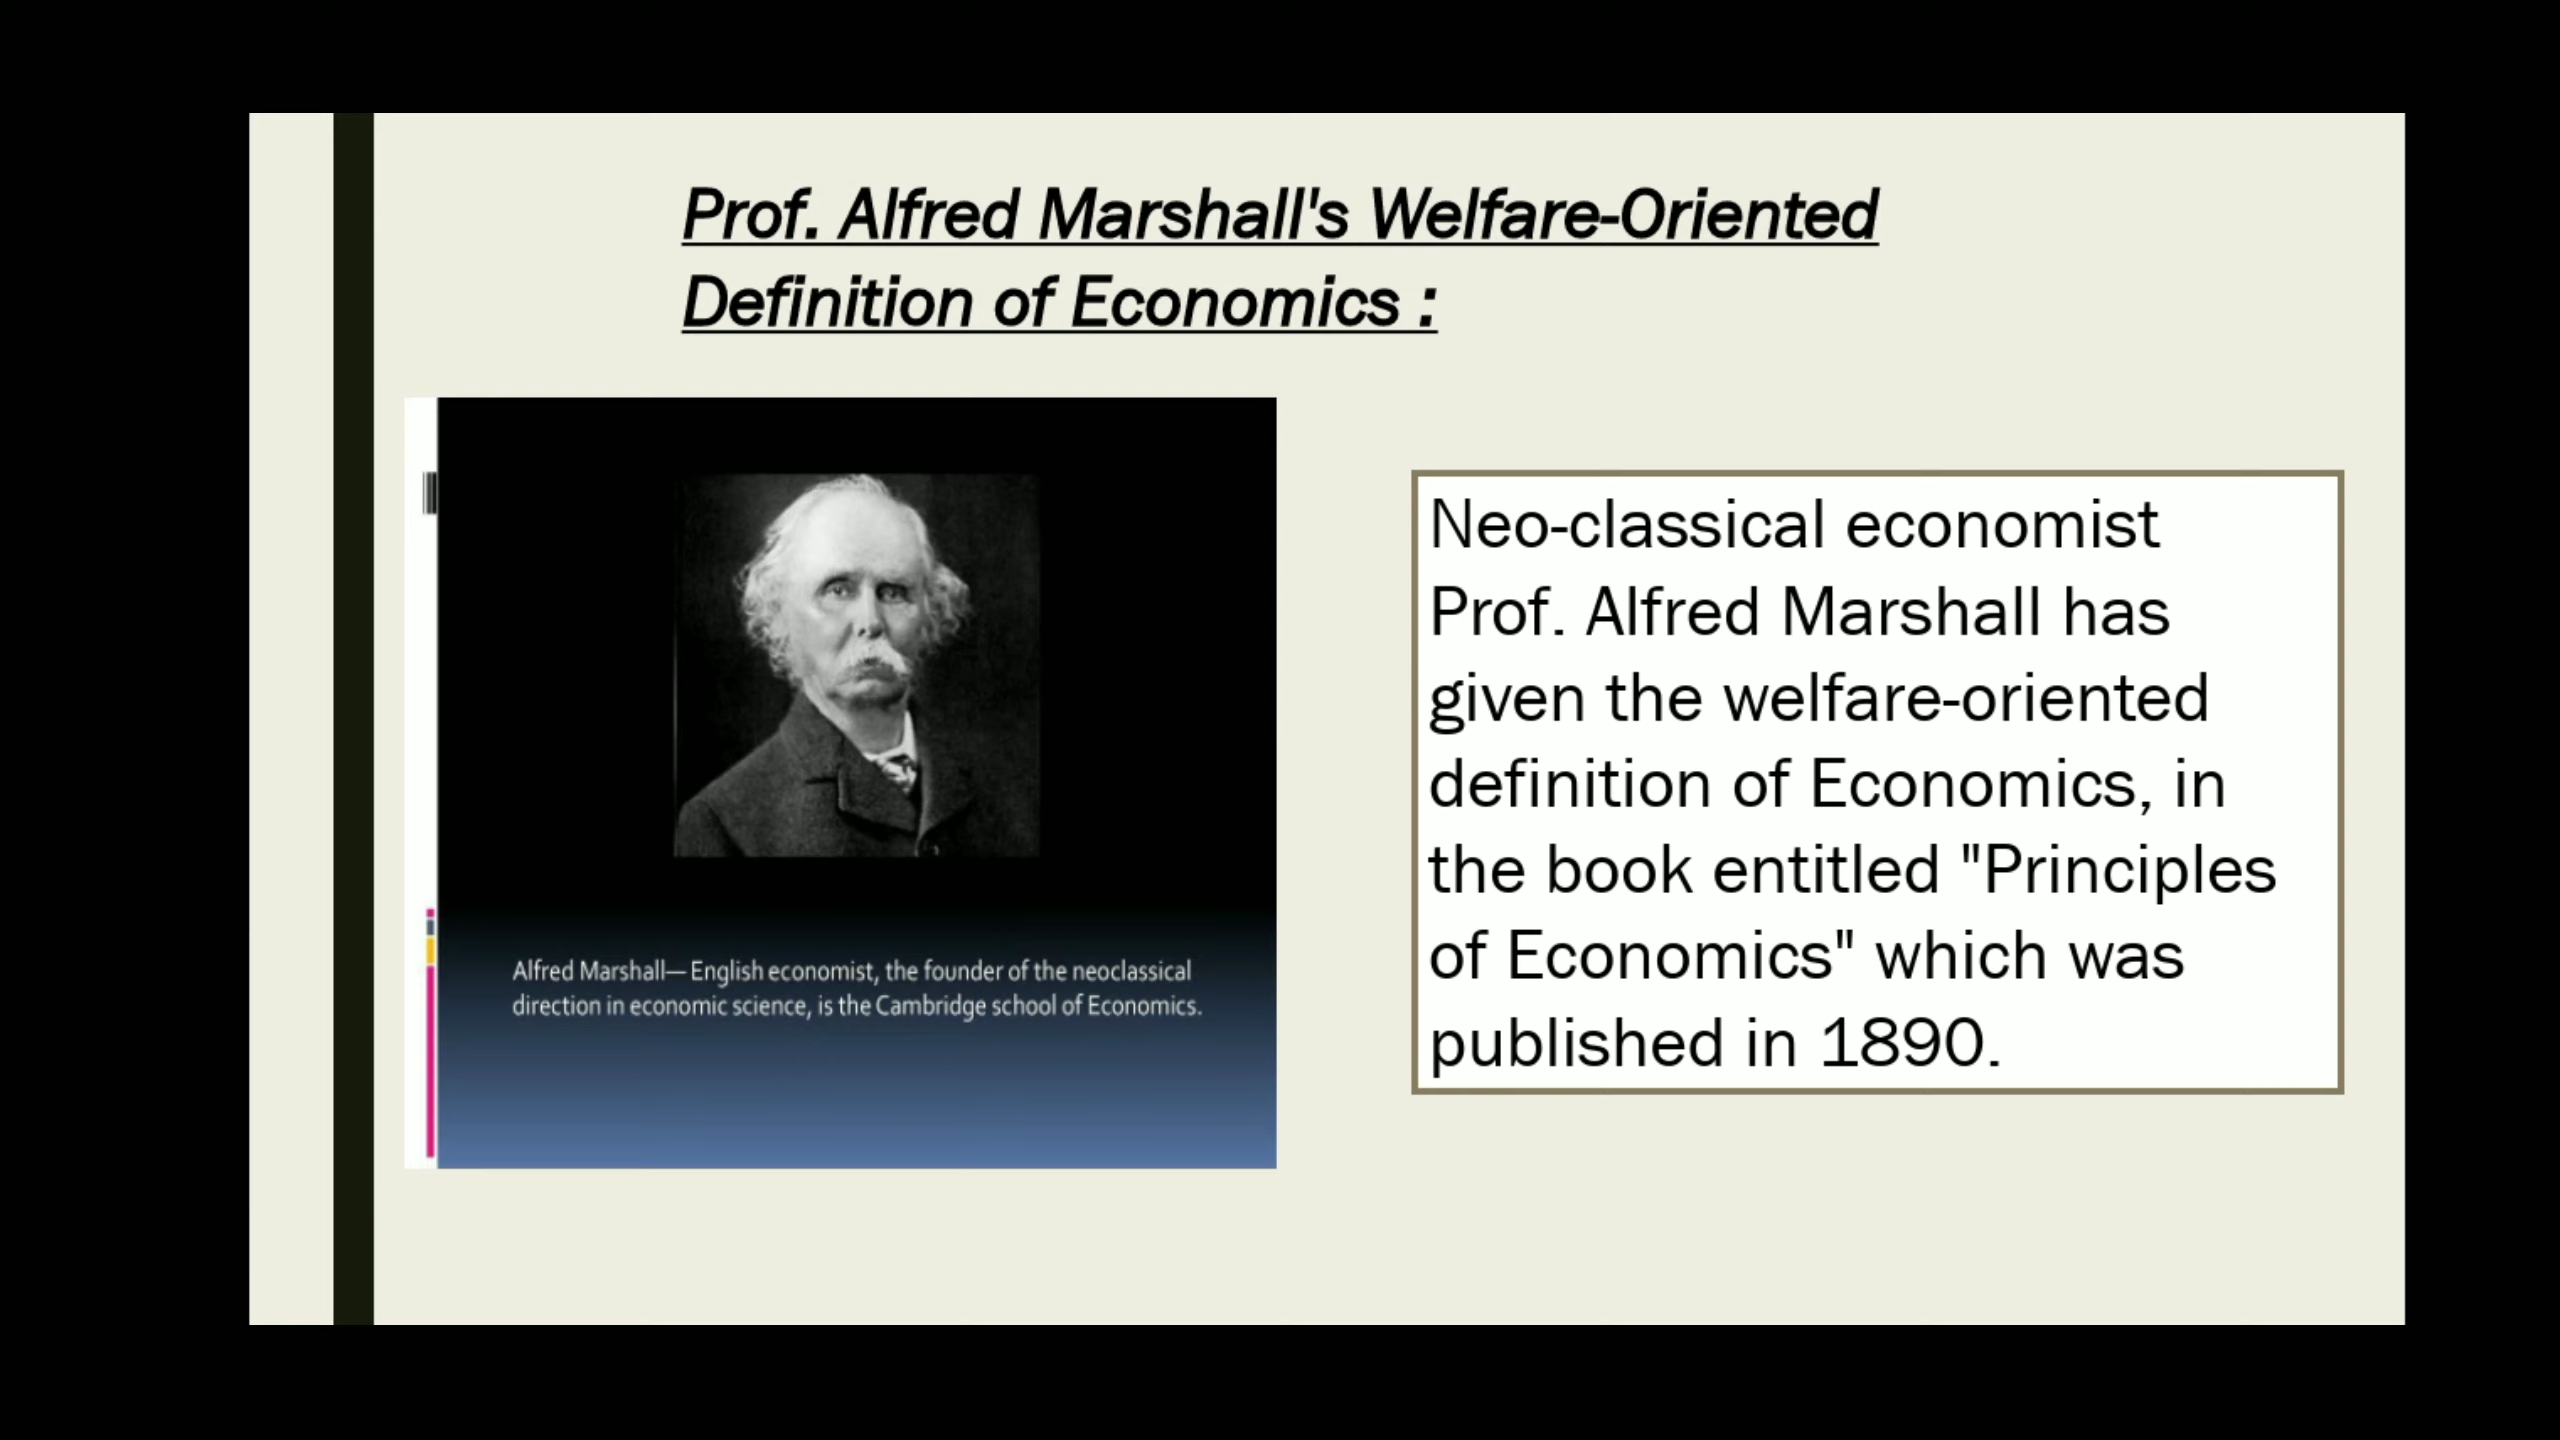 Prof. Alfred Marshall's Welfare-Oriented
Definition of Economics :
Alfred Marshall— English economist, the founder of the neoclassical
direction in economic science, is the Cambridge school of Economics.
Neo-classical economist
Prof. Alfred Marshall has
given the welfare-oriented
definition of Economics, in
the book entitled "Principles
of Economics" which was
published in 1890.